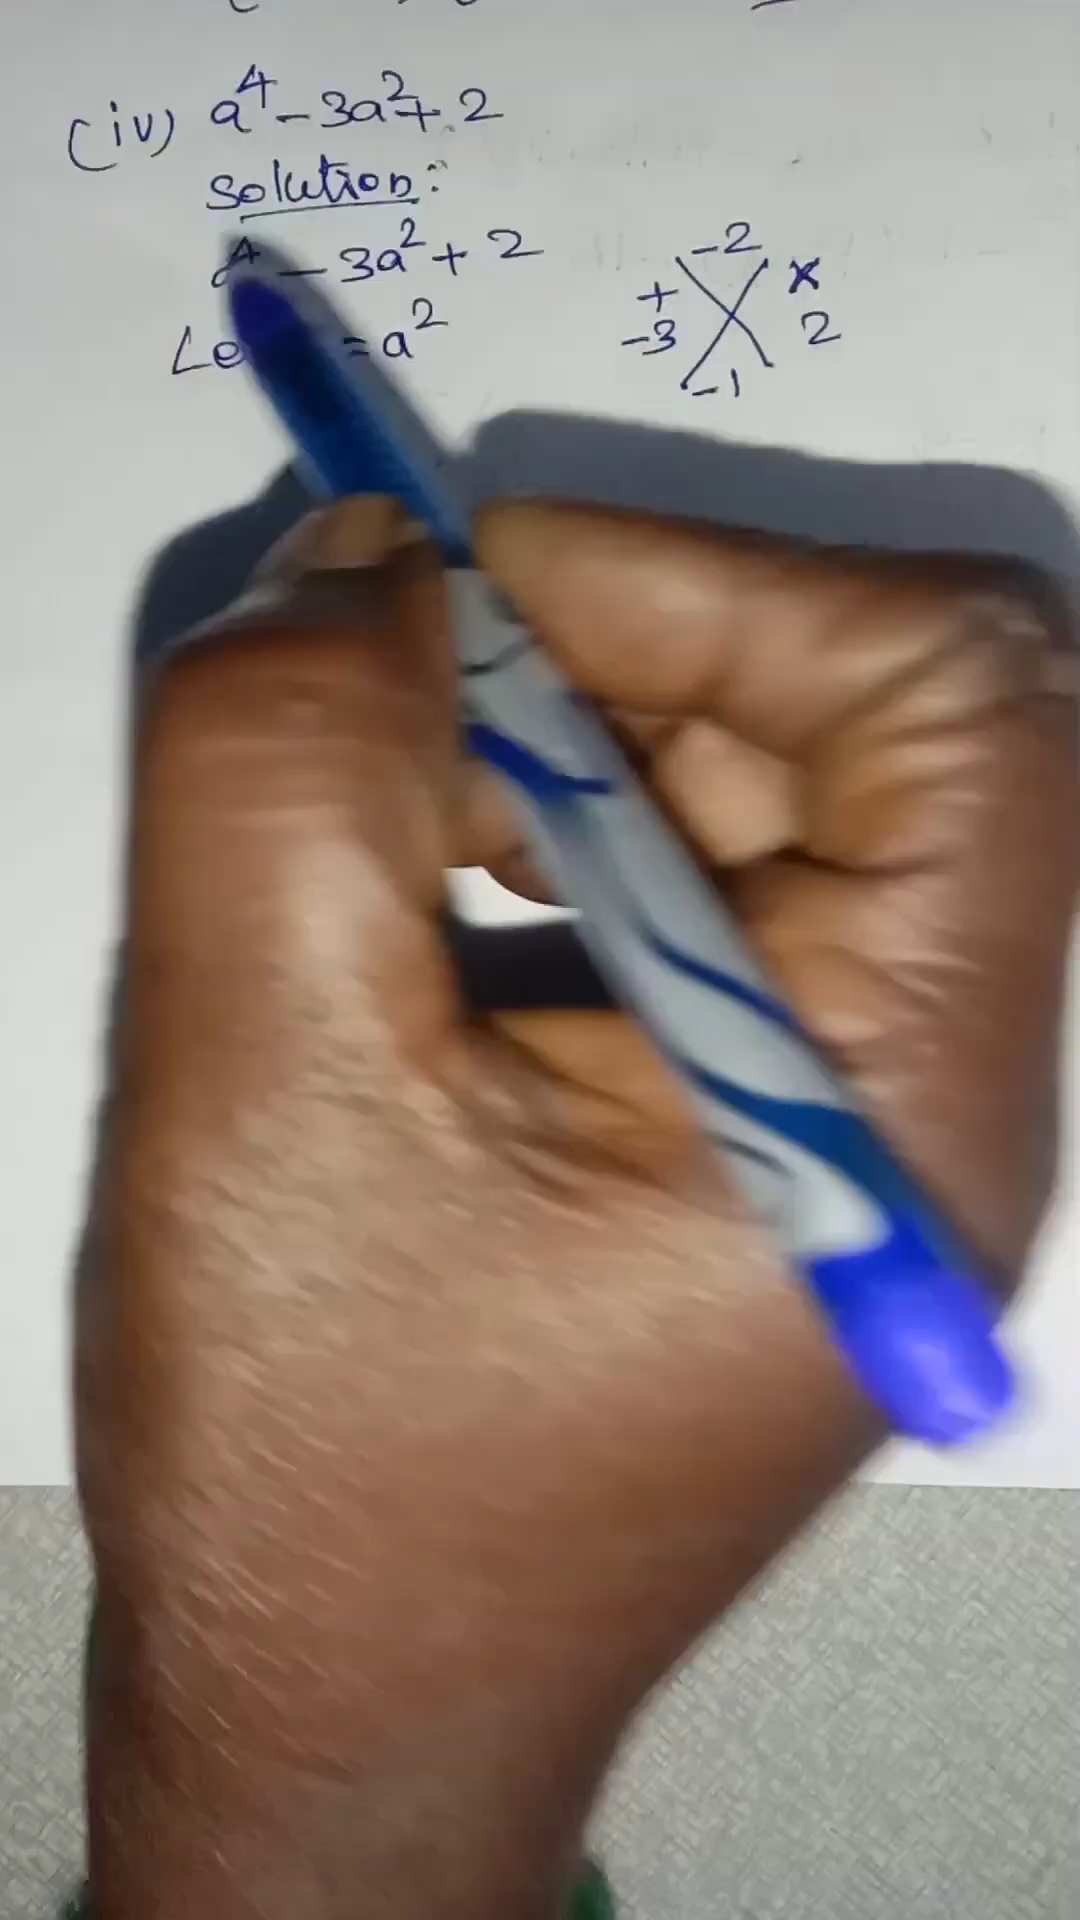 (iv) a⁴ - 3a² + 2
Solution:
a⁴ - 3a² + 2
Le = a²
-2
+ ×
-3 2
-1